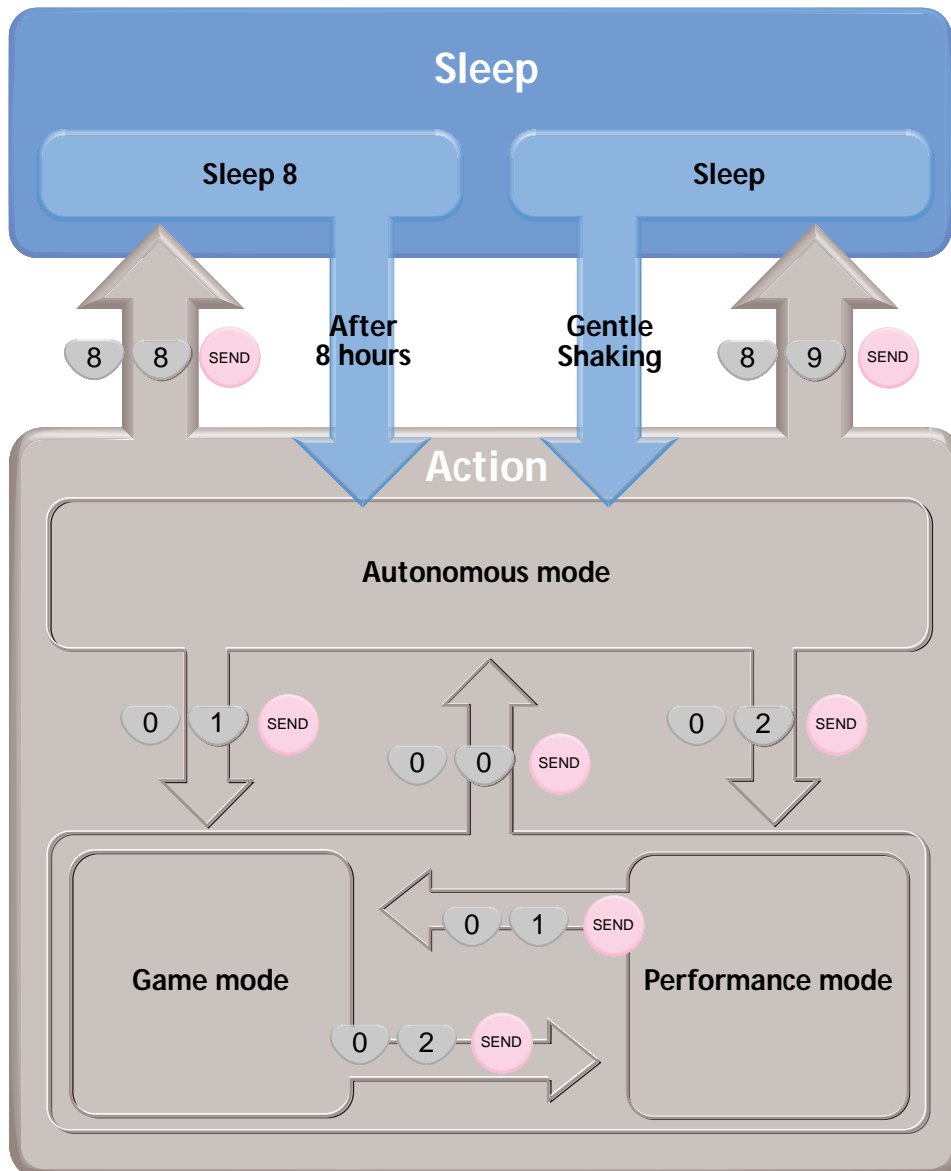 Sleep
Sleep 8
Sleep
After
8 hours
Gentle
Shaking
8 8 SEND
8 9 SEND
Action
Autonomous mode
0 1 SEND
0 0 SEND
0 2 SEND
0 1 SEND
Game mode
Performance mode
0 2 SEND